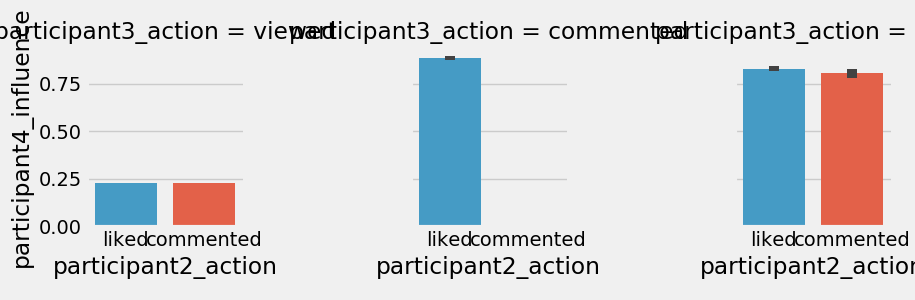 participant3_action = viewed
participant3_action = commented
participant3_action =
participant4_influence
0.75
0.50
0.25
0.00
liked
commented
liked
commented
liked
commented
participant2_action
participant2_action
participant2_action